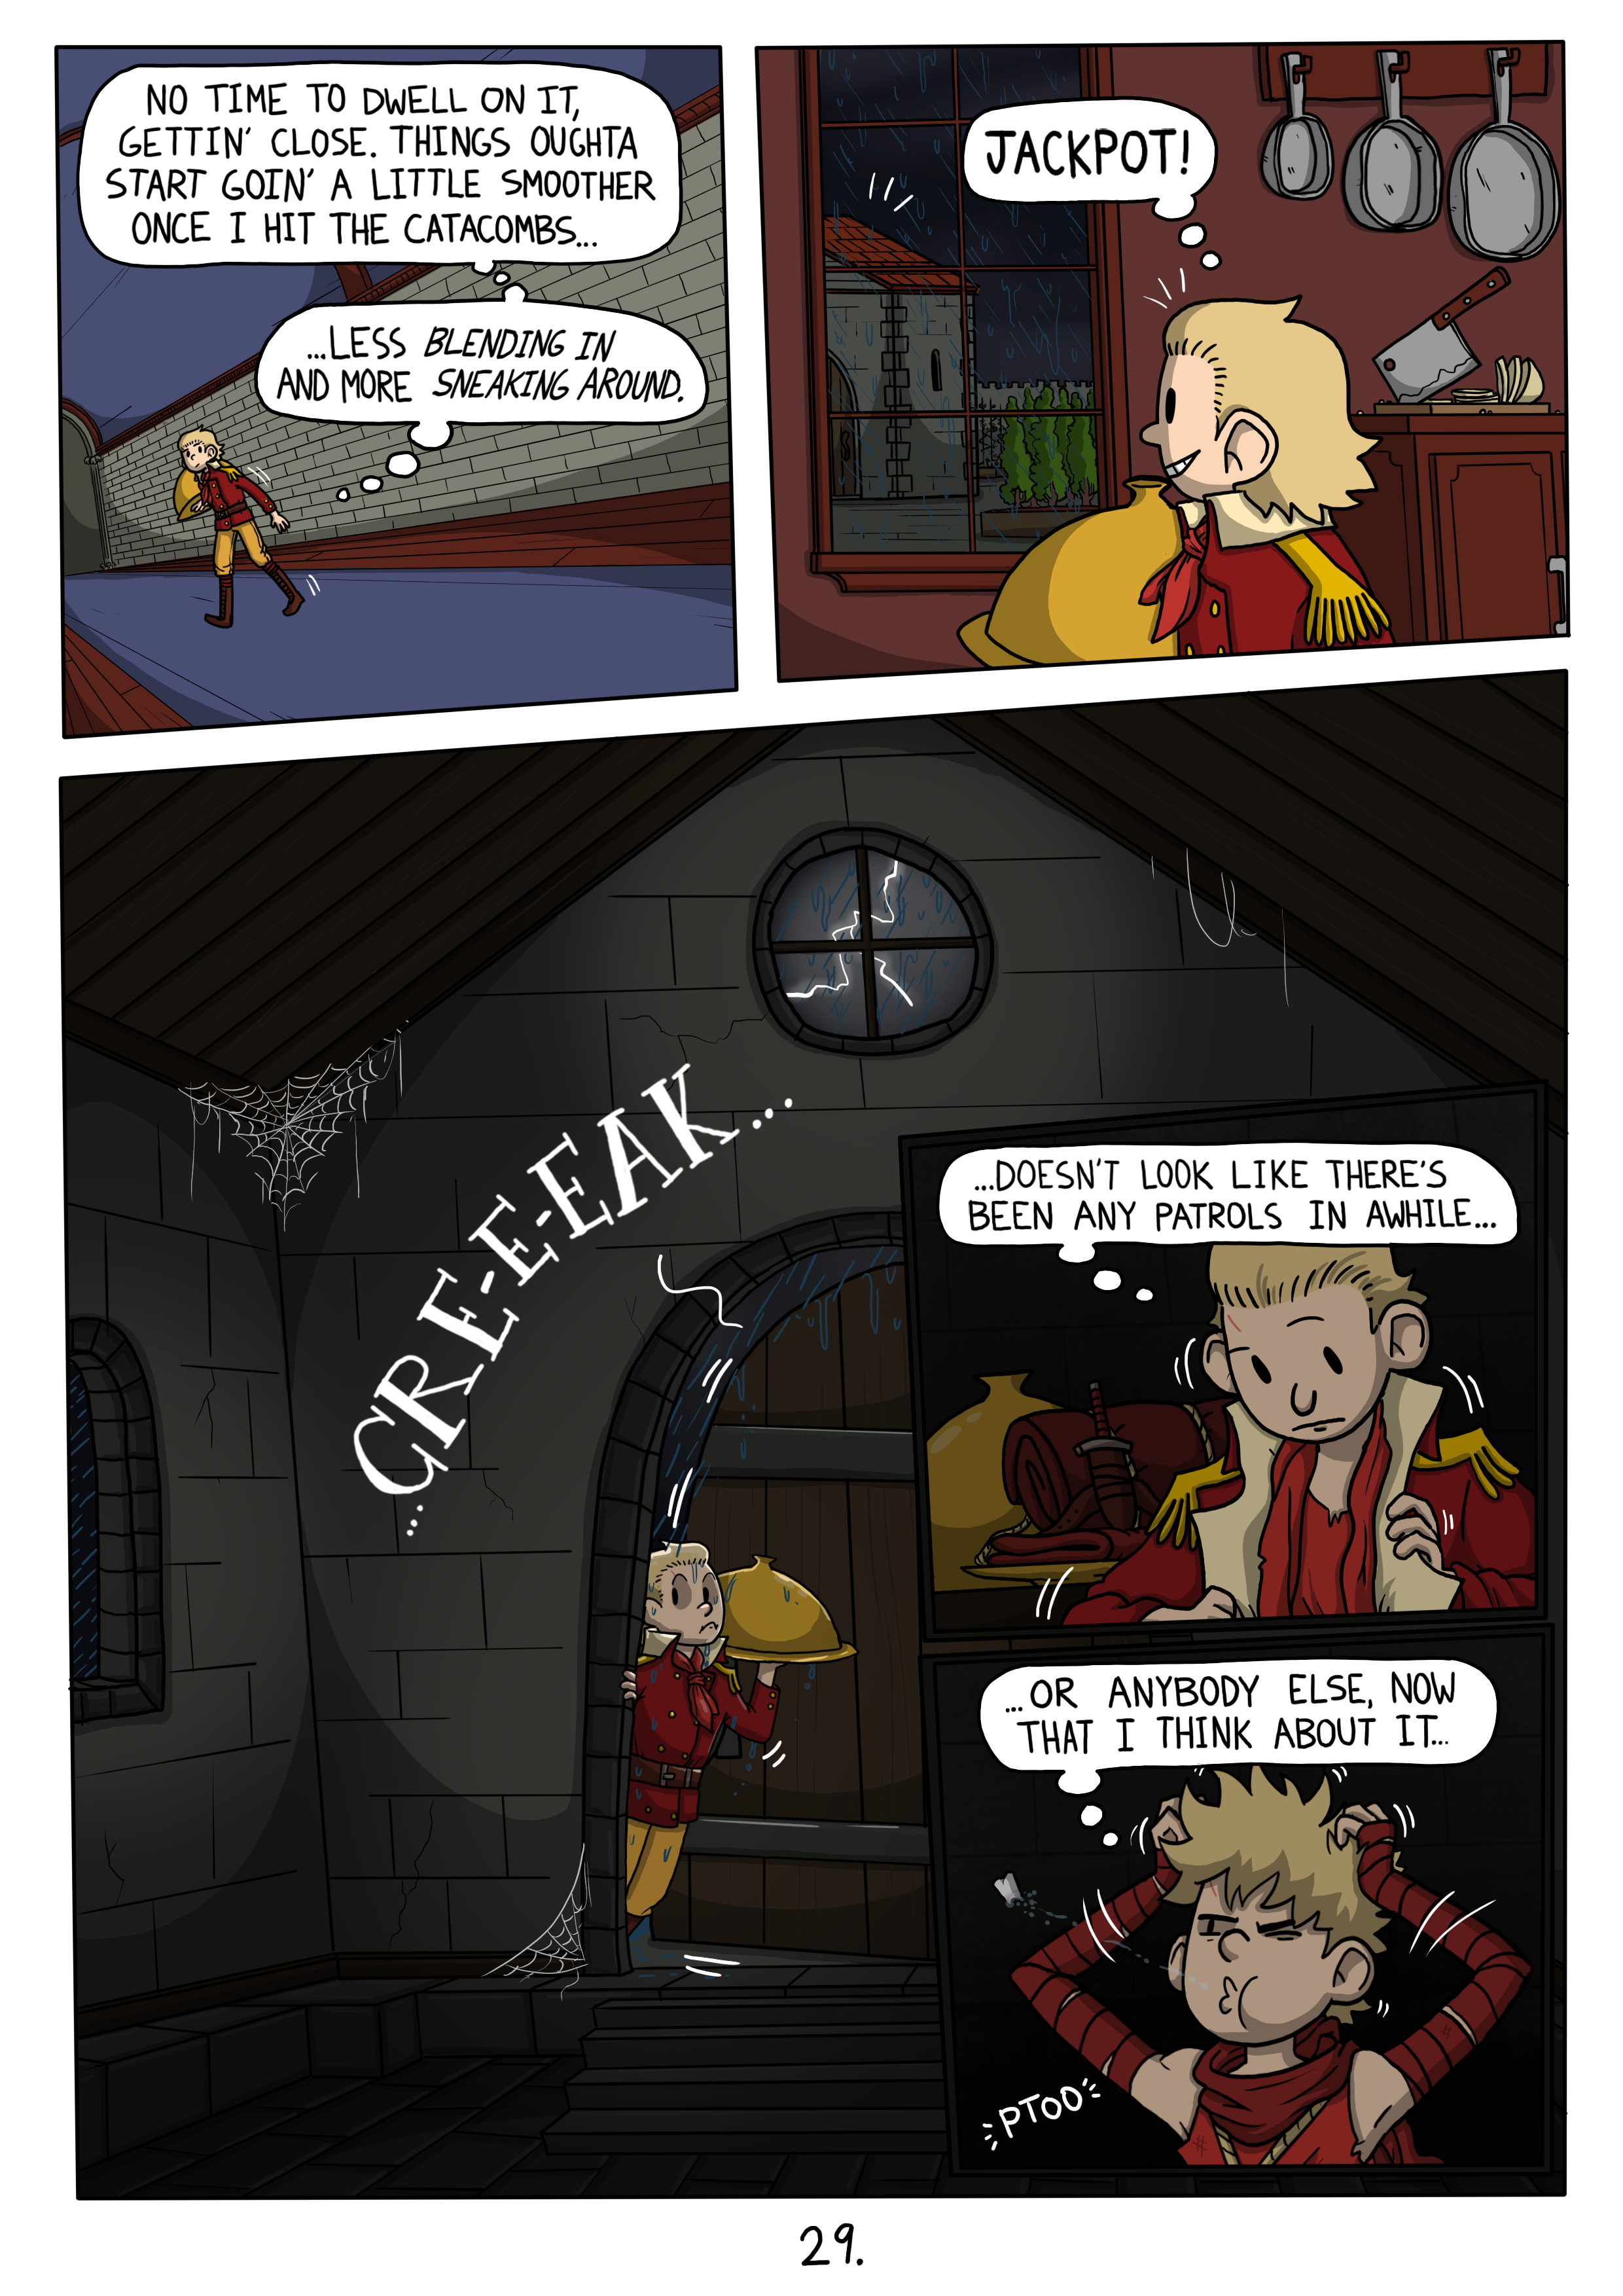 NO TIME TO DWELL ON IT,
GETTIN' CLOSE. THINGS OUGHTA
START GOIN' A LITTLE SMOOTHER
ONCE I HIT THE CATACOMBS...
...LESS BLENDING IN
AND MORE SNEAKING AROUND.
JACKPOT!
...CRE-E-EAK...
...DOESN'T LOOK LIKE THERE'S
BEEN ANY PATROLS IN AWHILE...
...OR ANYBODY ELSE, NOW
THAT I THINK ABOUT IT...
PTOO
29.